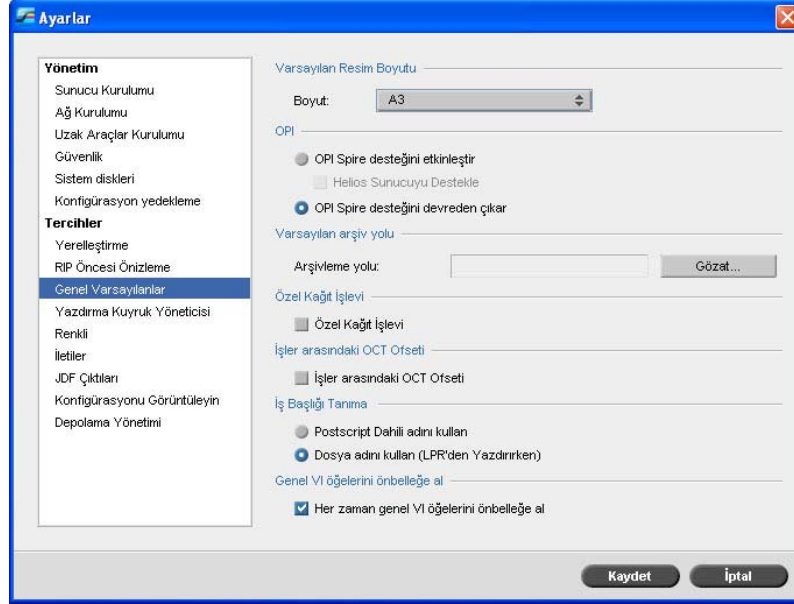 Ayarlar
Yönetim
Sunucu Kurulumu
Ağ Kurulumu
Uzak Araçlar Kurulumu
Güvenlik
Sistem diskleri
Konfigürasyon yedekleme
Tercihler
Yerelleştirme
RIP Öncesi Önizleme
Genel Varsayılanlar
Yazdırma Kuyruk Yöneticisi
Renkli
İletiler
JDF Çıktıları
Konfigürasyonu Görüntüleyin
Depolama Yönetimi
Varsayılan Resim Boyutu
Boyut: A3
OPI
OPI Spire desteğini etkinleştir
Helios Sunucuyu Destekle
OPI Spire desteğini devreden çıkar
Varsayılan arşiv yolu
Arşivleme yolu: Gözat...
Özel Kağıt İşlevi
Özel Kağıt İşlevi
İşler arasındaki OCT Ofseti
İşler arasındaki OCT Ofseti
İş Başlığı Tanıma
Postscript Dahili adını kullan
Dosya adını kullan (LPR'den Yazdırırken)
Genel VI öğelerini önbelleğe al
Her zaman genel VI öğelerini önbelleğe al
Kaydet İptal